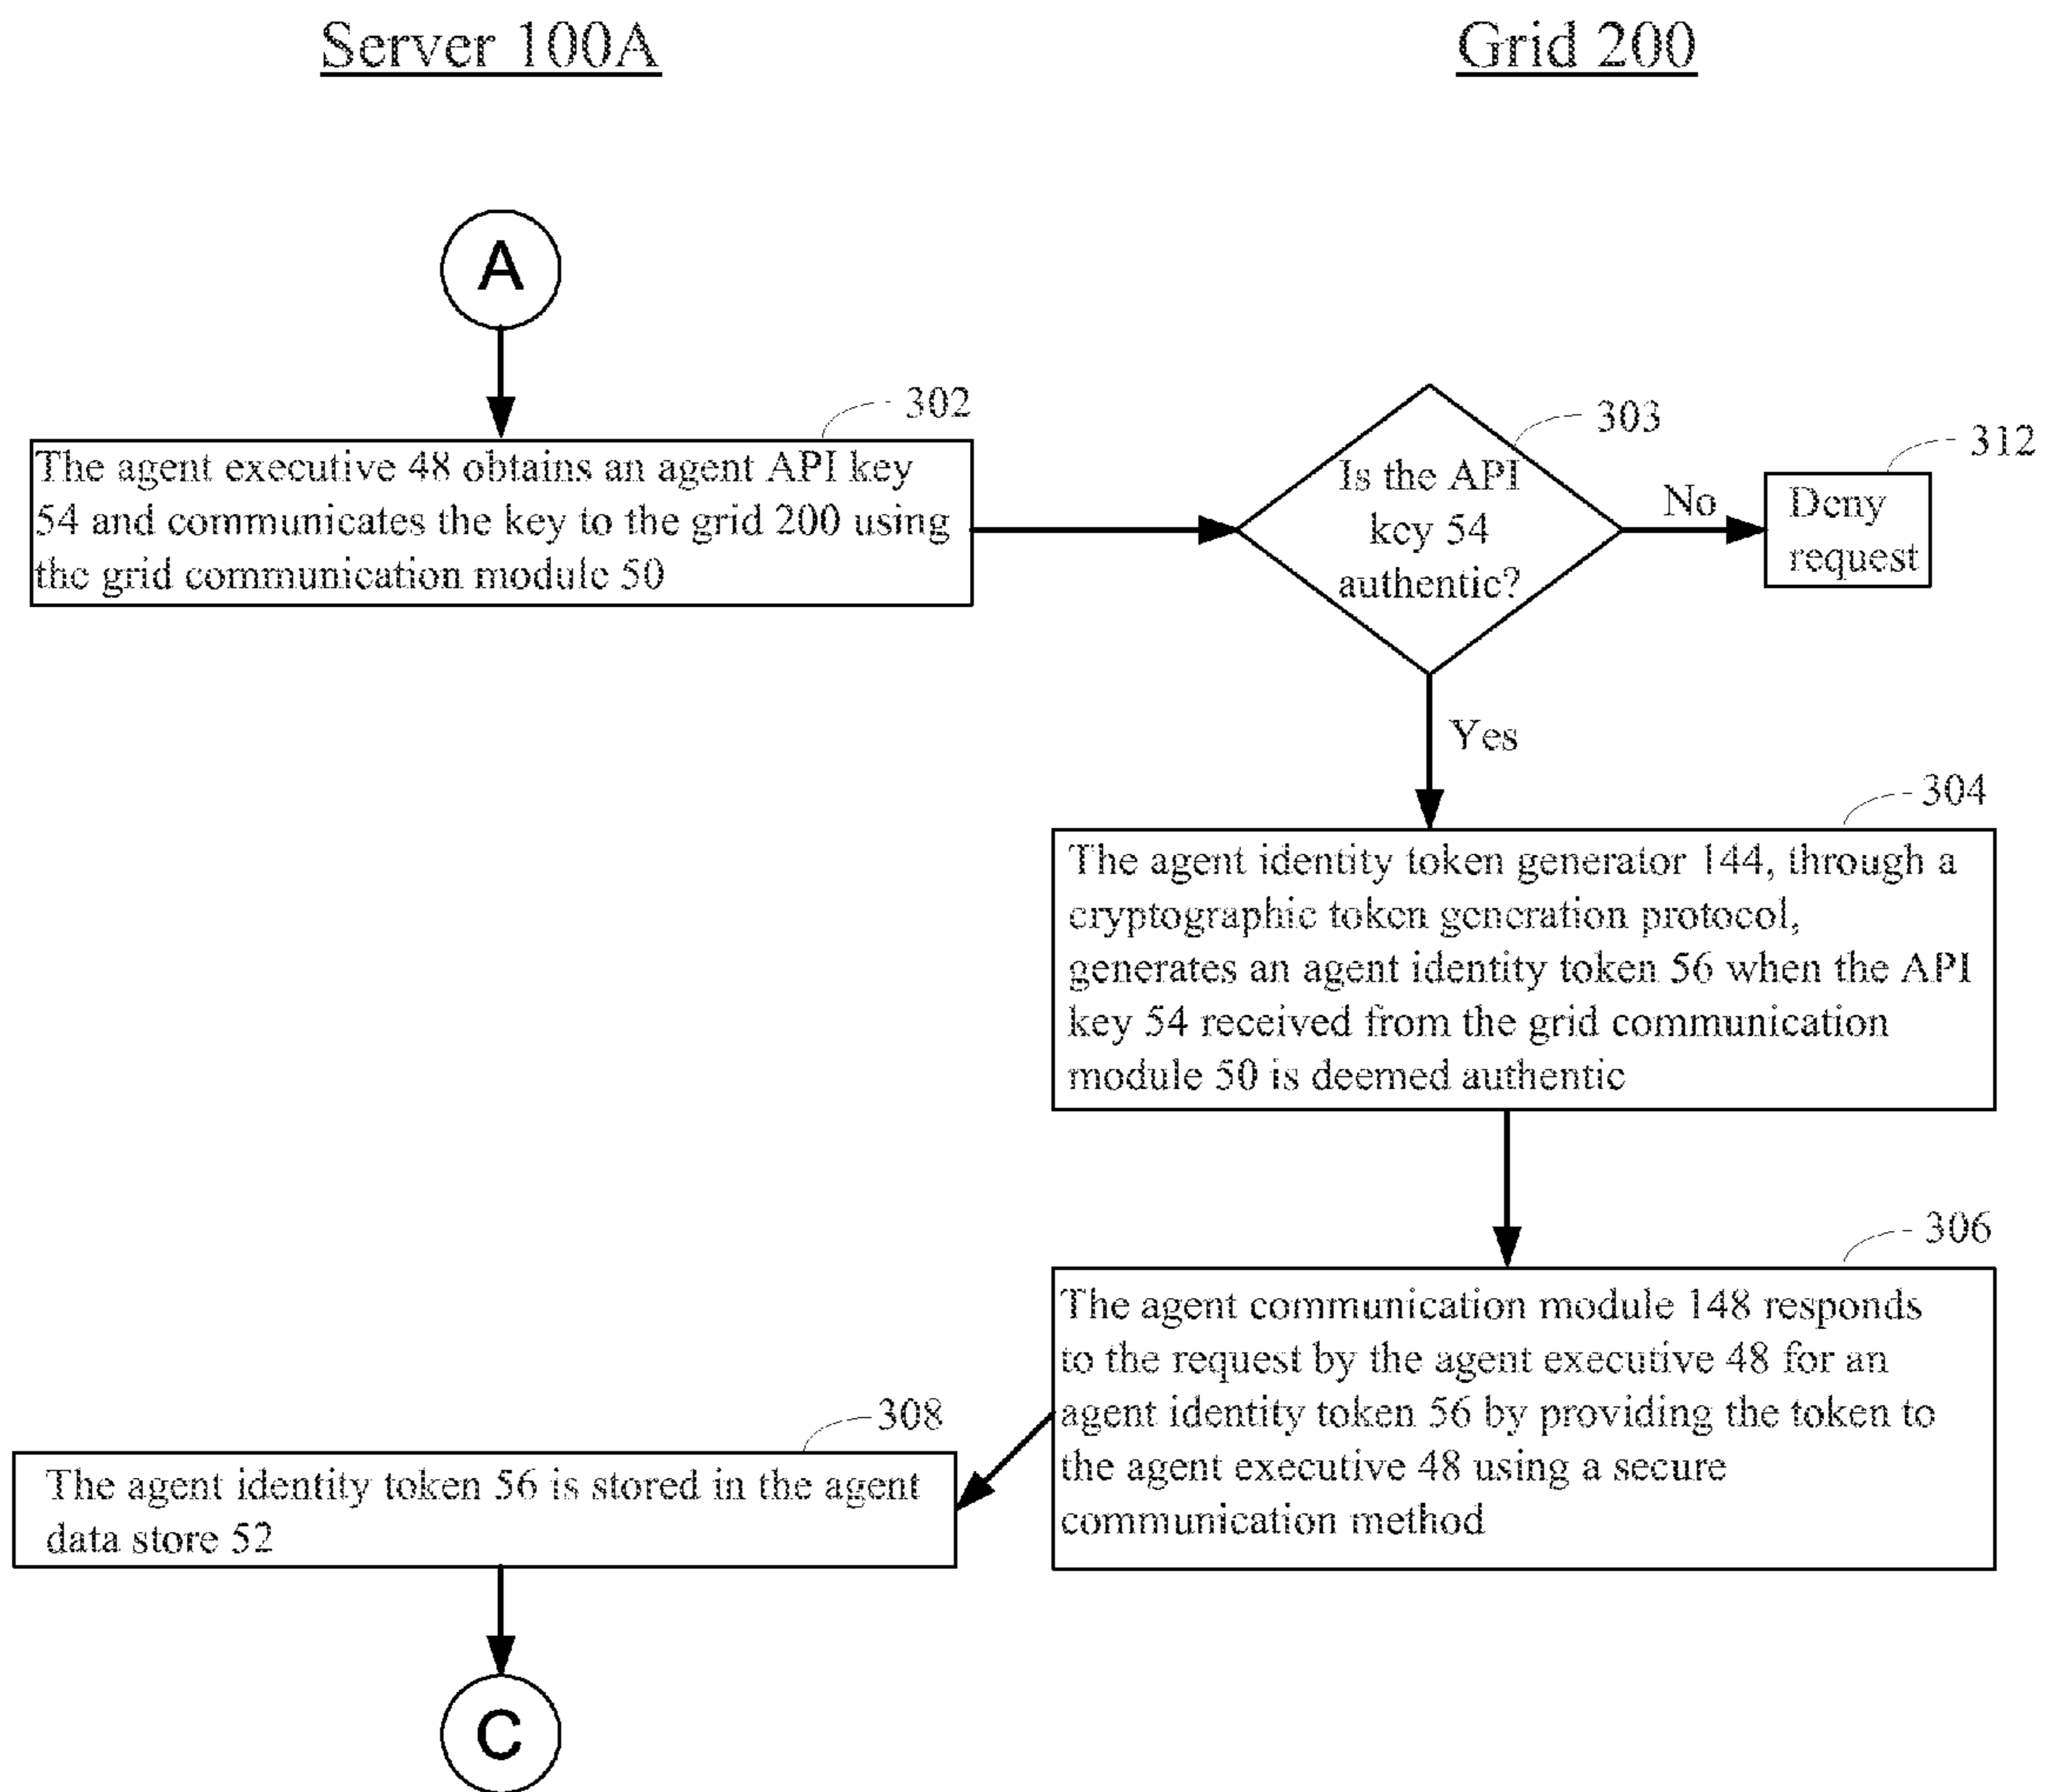 Server 100A
Grid 200
A
302
The agent executive 48 obtains an agent API key
54 and communicates the key to the grid 200 using
the grid communication module 50
303
Is the API
key 54
authentic?
No
312
Deny
request
Yes
304
The agent identity token generator 144, through a
cryptographic token generation protocol,
generates an agent identity token 56 when the API
key 54 received from the grid communication
module 50 is deemed authentic
306
The agent communication module 148 responds
to the request by the agent executive 48 for an
agent identity token 56 by providing the token to
the agent executive 48 using a secure
communication method
308
The agent identity token 56 is stored in the agent
data store 52
C